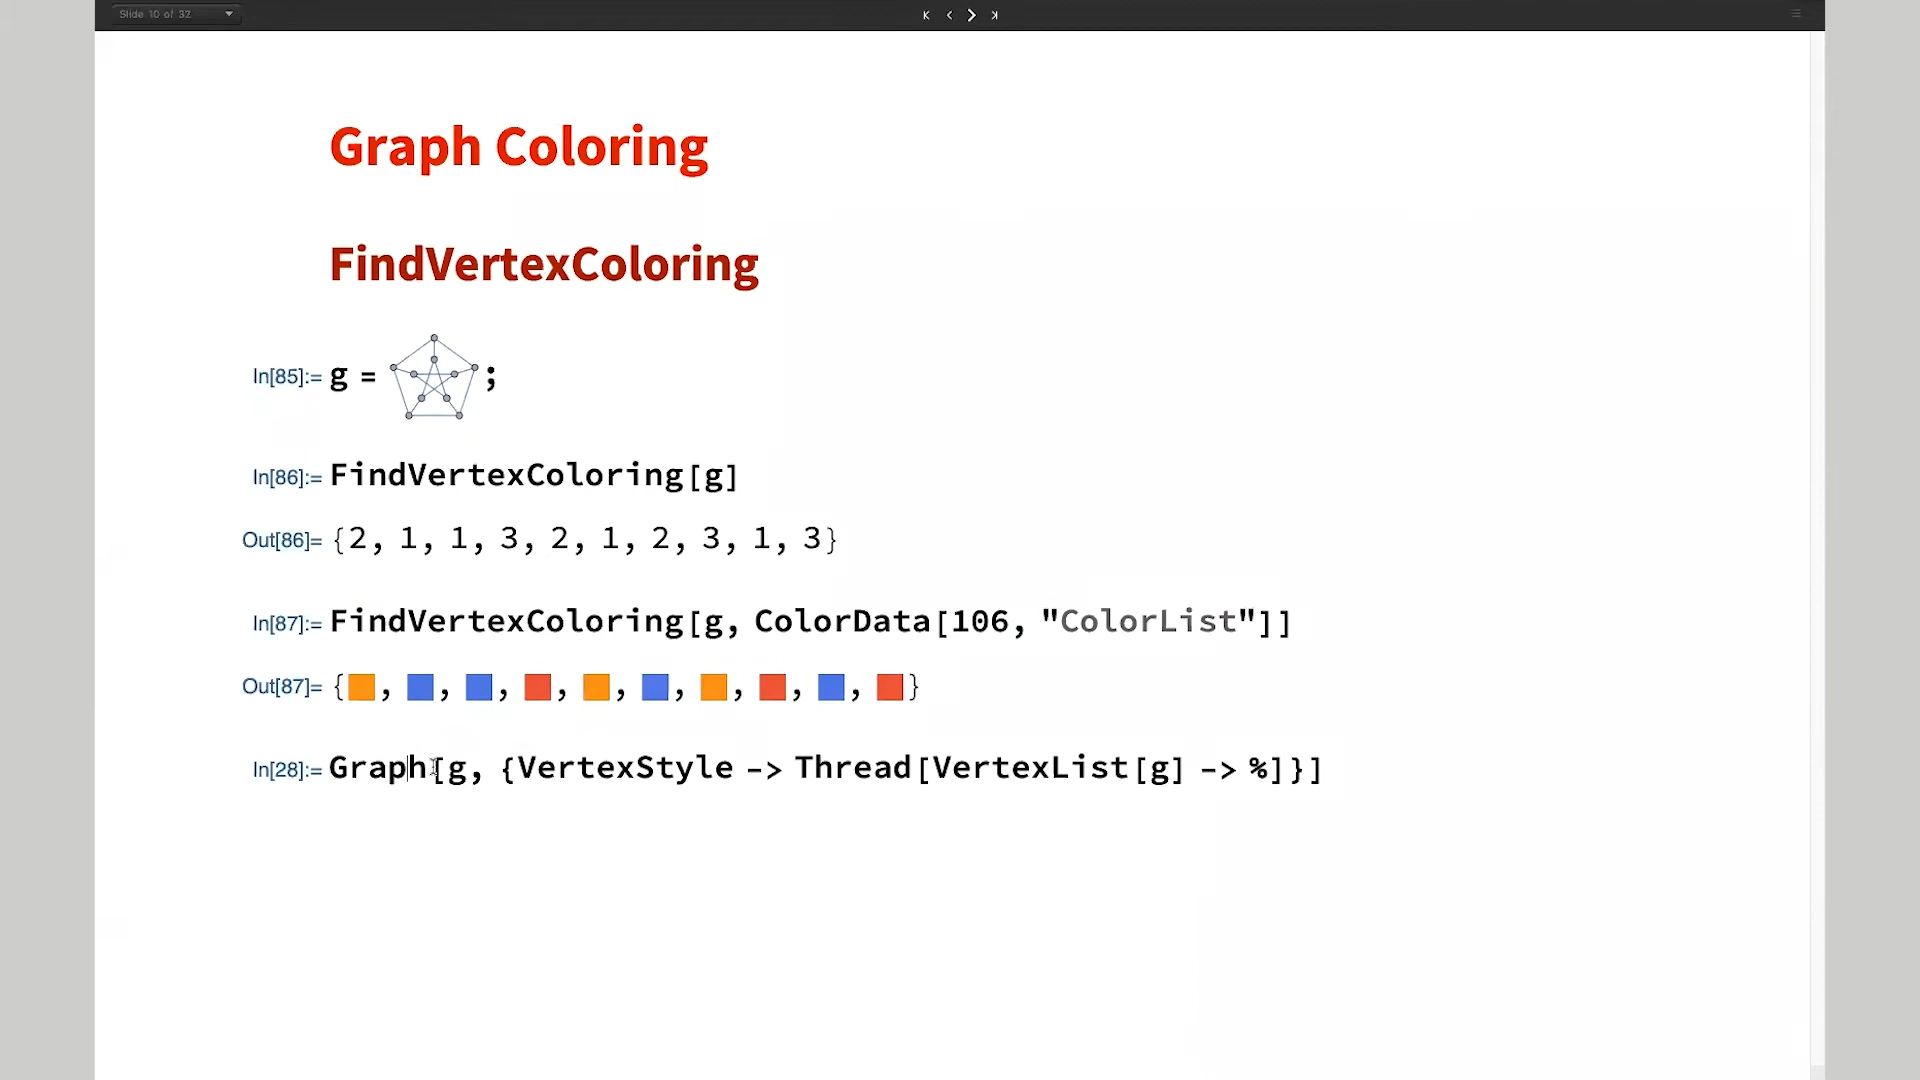 Slide 10 of 32
Graph Coloring
FindVertexColoring
In[85]:= g = ;
In[86]:= FindVertexColoring[g]
Out[86]= {2, 1, 1, 3, 2, 1, 2, 3, 1, 3}
In[87]:= FindVertexColoring[g, ColorData[106, "ColorList"]]
Out[87]= { , , , , , , , , , }
In[28]:= Graph[g, {VertexStyle -> Thread[VertexList[g] -> %]}]